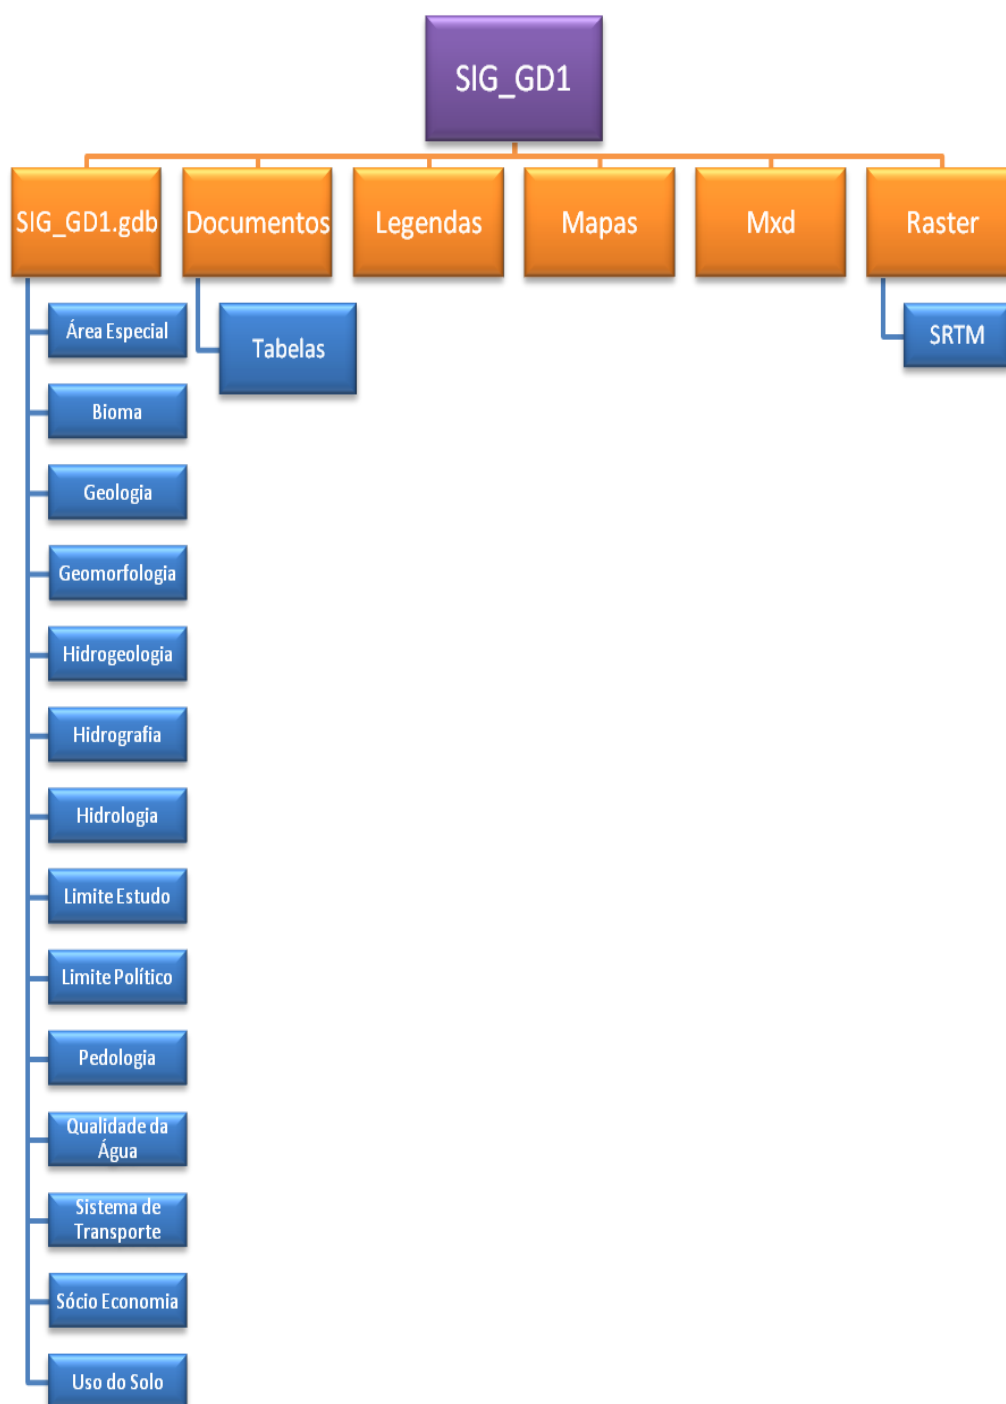 SIG_GD1
SIG_GD1.gdb
Documentos
Legendas
Mapas
Mxd
Raster
Área Especial
Bioma
Geologia
Geomorfologia
Hidrogeologia
Hidrografia
Hidrologia
Limite Estudo
Limite Político
Pedologia
Qualidade da
Água
Sistema de
Transporte
Sócio Economia
Uso do Solo
Tabelas
SRTM